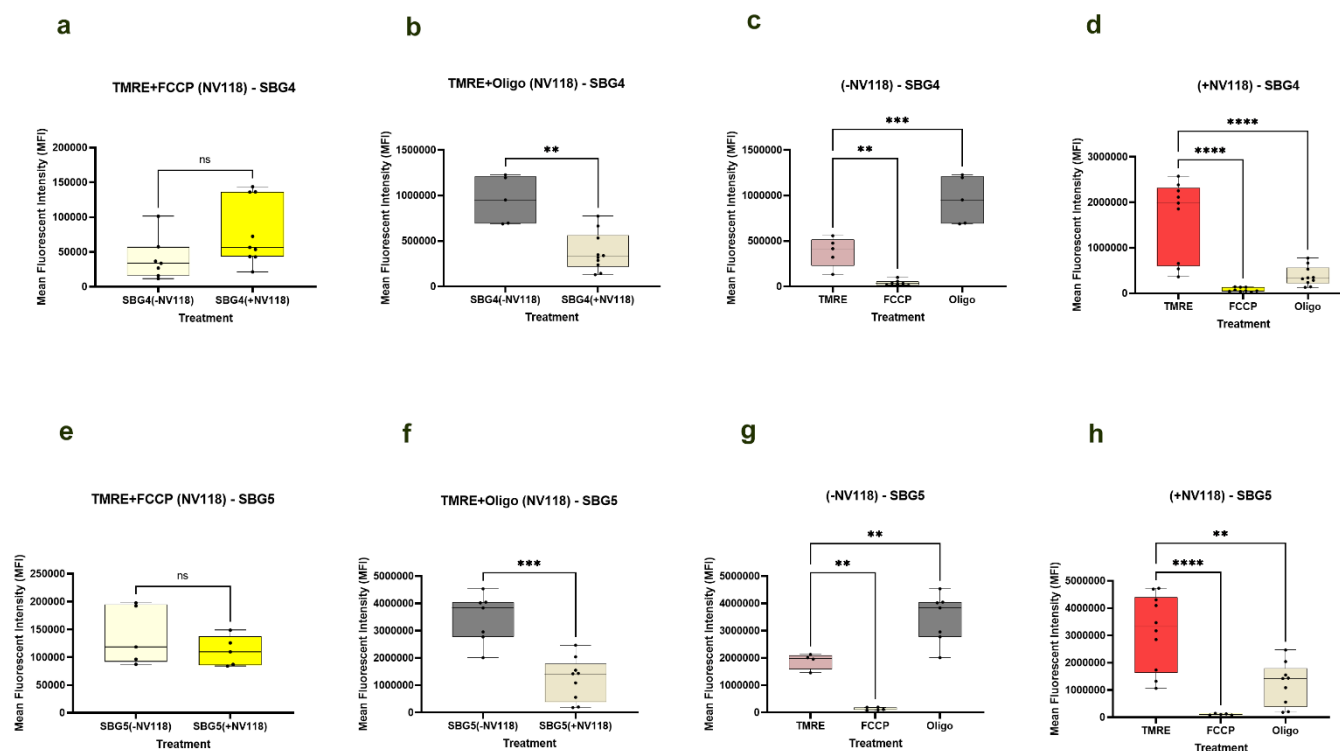 a
TMRE+FCCP (NV118) - SBG4
Mean Fluorescent Intensity (MFI)
200000
150000
100000
50000
0
ns
SBG4(-NV118)
SBG4(+NV118)
Treatment
b
TMRE+Oligo (NV118) - SBG4
Mean Fluorescent Intensity (MFI)
1500000
1000000
500000
0
**
SBG4(-NV118)
SBG4(+NV118)
Treatment
c
(-NV118) - SBG4
Mean Fluorescent Intensity (MFI)
1500000
1000000
500000
0
***
**
TMRE
FCCP
Oligo
Treatment
d
(+NV118) - SBG4
Mean Fluorescent Intensity (MFI)
3000000
2000000
1000000
0
****
****
TMRE
FCCP
Oligo
Treatment
e
TMRE+FCCP (NV118) - SBG5
Mean Fluorescent Intensity (MFI)
250000
200000
150000
100000
50000
0
ns
SBG5(-NV118)
SBG5(+NV118)
Treatment
f
TMRE+Oligo (NV118) - SBG5
Mean Fluorescent Intensity (MFI)
5000000
4000000
3000000
2000000
1000000
0
***
SBG5(-NV118)
SBG5(+NV118)
Treatment
g
(-NV118) - SBG5
Mean Fluorescent Intensity (MFI)
5000000
4000000
3000000
2000000
1000000
0
**
**
TMRE
FCCP
Oligo
Treatment
h
(+NV118) - SBG5
Mean Fluorescent Intensity (MFI)
5000000
4000000
3000000
2000000
1000000
0
**
****
TMRE
FCCP
Oligo
Treatment